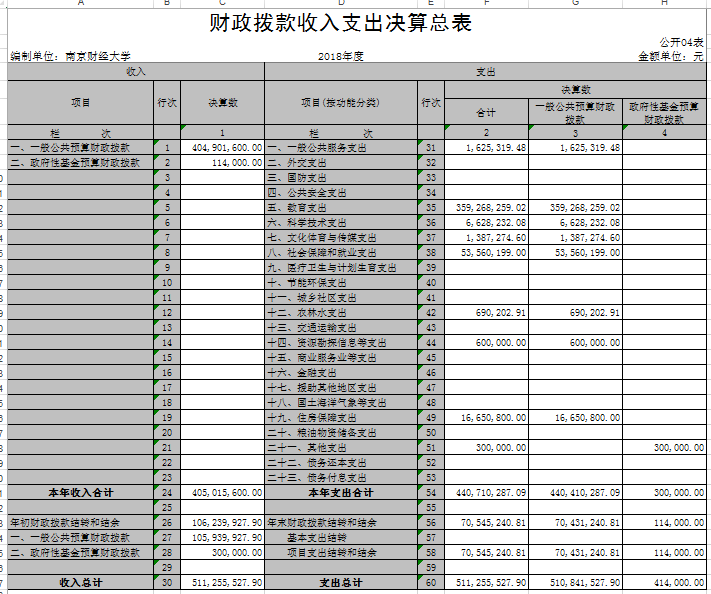 A B C D E F G H
财政拨款收入支出决算总表
公开04表
编制单位：南京财经大学 2018年度 金额单位：元
收入 支出
项目 行次 决算数 项目(按功能分类) 行次 决算数
合计 一般公共预算财政拨款 政府性基金预算财政拨款
栏 次 1 栏 次 2 3 4
一、一般公共预算财政拨款 1 404,901,600.00 一、一般公共服务支出 31 1,625,319.48 1,625,319.48
二、政府性基金预算财政拨款 2 114,000.00 二、外交支出 32
3 三、国防支出 33
4 四、公共安全支出 34
5 五、教育支出 35 359,268,259.02 359,268,259.02
6 六、科学技术支出 36 6,628,232.08 6,628,232.08
7 七、文化体育与传媒支出 37 1,387,274.60 1,387,274.60
8 八、社会保障和就业支出 38 53,560,199.00 53,560,199.00
9 九、医疗卫生与计划生育支出 39
10 十、节能环保支出 40
11 十一、城乡社区支出 41
12 十二、农林水支出 42 690,202.91 690,202.91
13 十三、交通运输支出 43
14 十四、资源勘探信息等支出 44 600,000.00 600,000.00
15 十五、商业服务业等支出 45
16 十六、金融支出 46
17 十七、援助其他地区支出 47
18 十八、国土海洋气象等支出 48
19 十九、住房保障支出 49 16,650,800.00 16,650,800.00
20 二十、粮油物资储备支出 50
21 二十一、其他支出 51 300,000.00 300,000.00
22 二十二、债务还本支出 52
23 二十三、债务付息支出 53
本年收入合计 24 405,015,600.00 本年支出合计 54 440,710,287.09 440,410,287.09 300,000.00
25 55
年初财政拨款结转和结余 26 106,239,927.90 年末财政拨款结转和结余 56 70,545,240.81 70,431,240.81 114,000.00
一、一般公共预算财政拨款 27 105,939,927.90 基本支出结转 57
二、政府性基金预算财政拨款 28 300,000.00 项目支出结转和结余 58 70,545,240.81 70,431,240.81 114,000.00
29 59
收入总计 30 511,255,527.90 支出总计 60 511,255,527.90 510,841,527.90 414,000.00